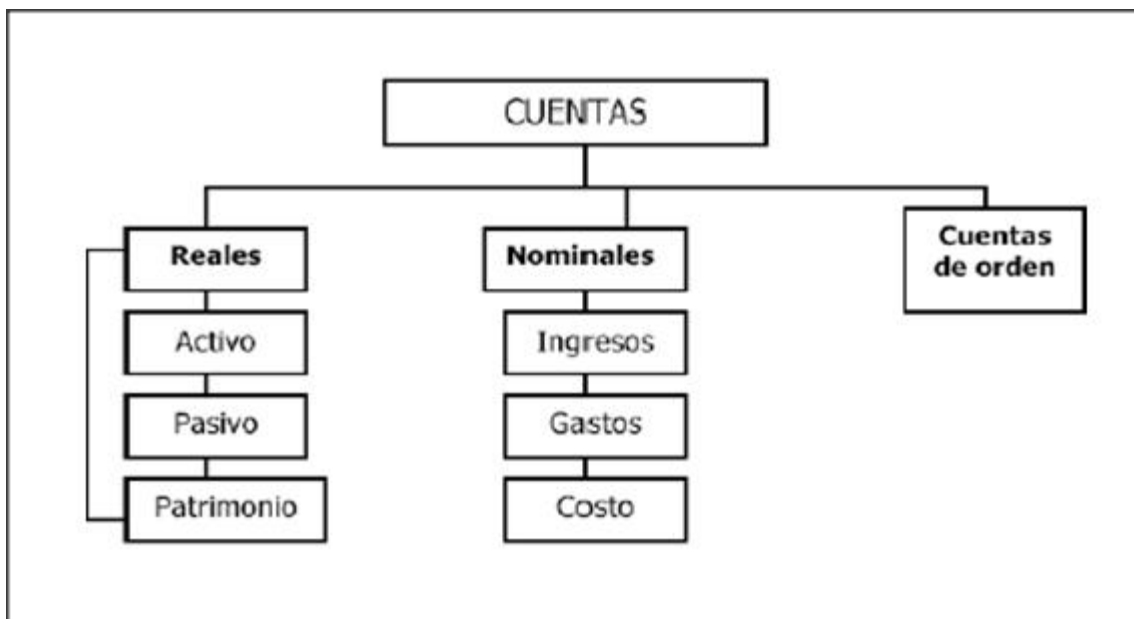 CUENTAS
Reales
Nominales
Cuentas
de orden
Activo
Ingresos
Pasivo
Gastos
Patrimonio
Costo